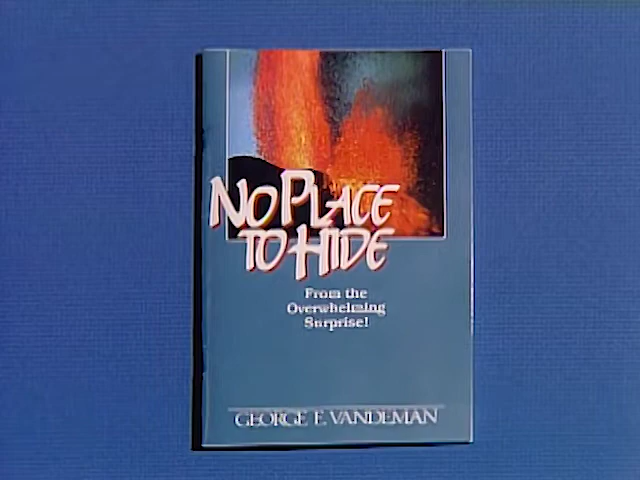 NO PLACE
TO HIDE
From the
Overwhelming
Surprise!
GEORGE E. VANDEMAN